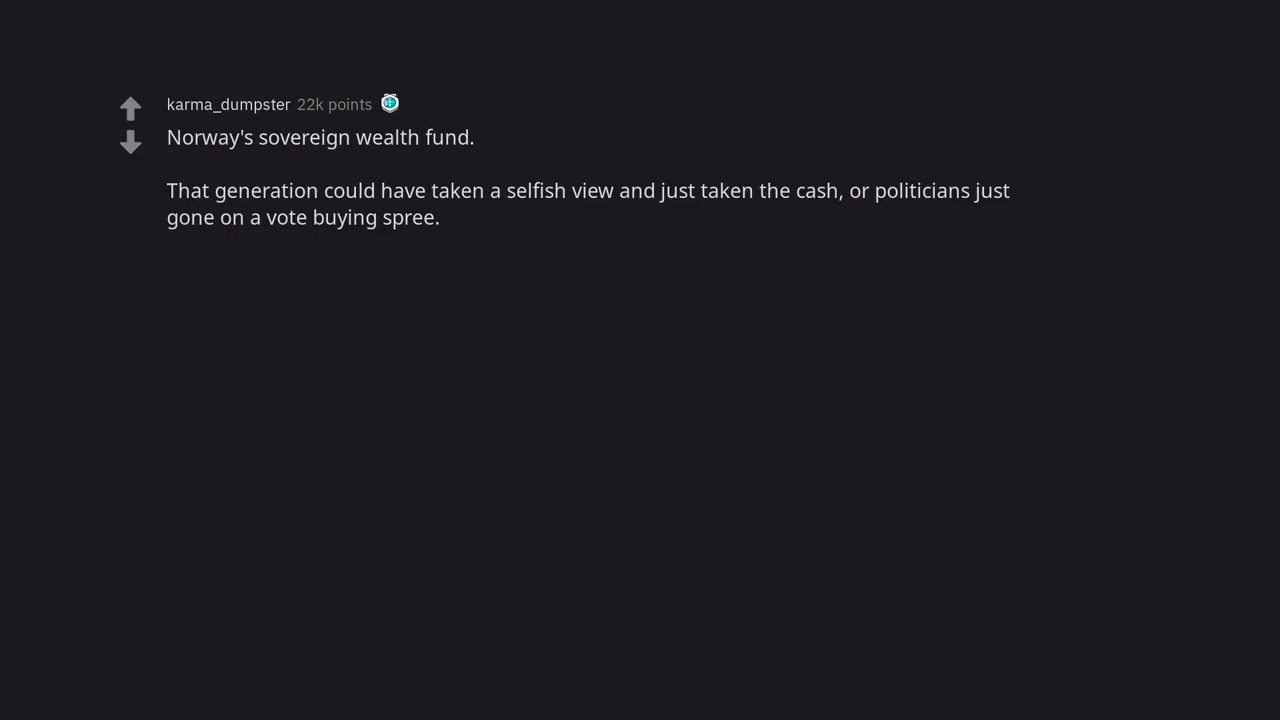 karma_dumpster 22k points
Norway's sovereign wealth fund.
That generation could have taken a selfish view and just taken the cash, or politicians just
gone on a vote buying spree.